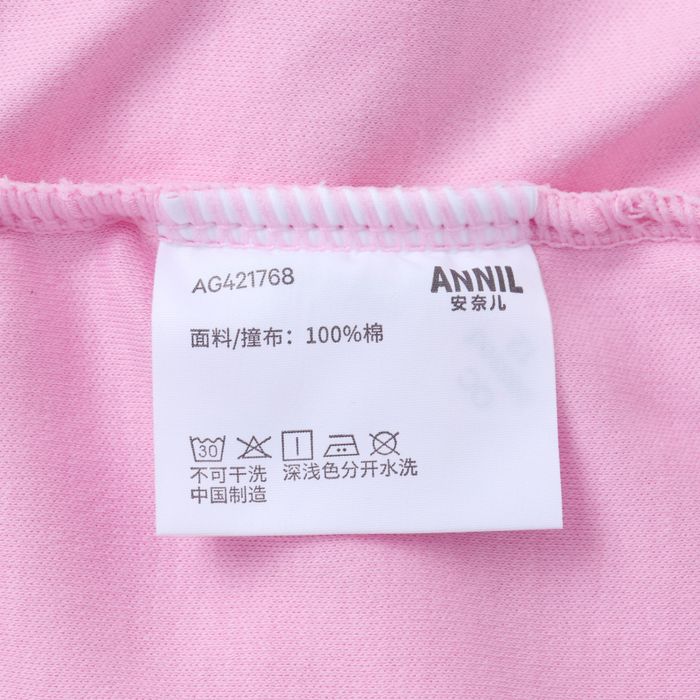 AG421768
ANNIL
安奈儿
面料/撞布：100%棉
30
不可干洗 深浅色分开水洗
中国制造